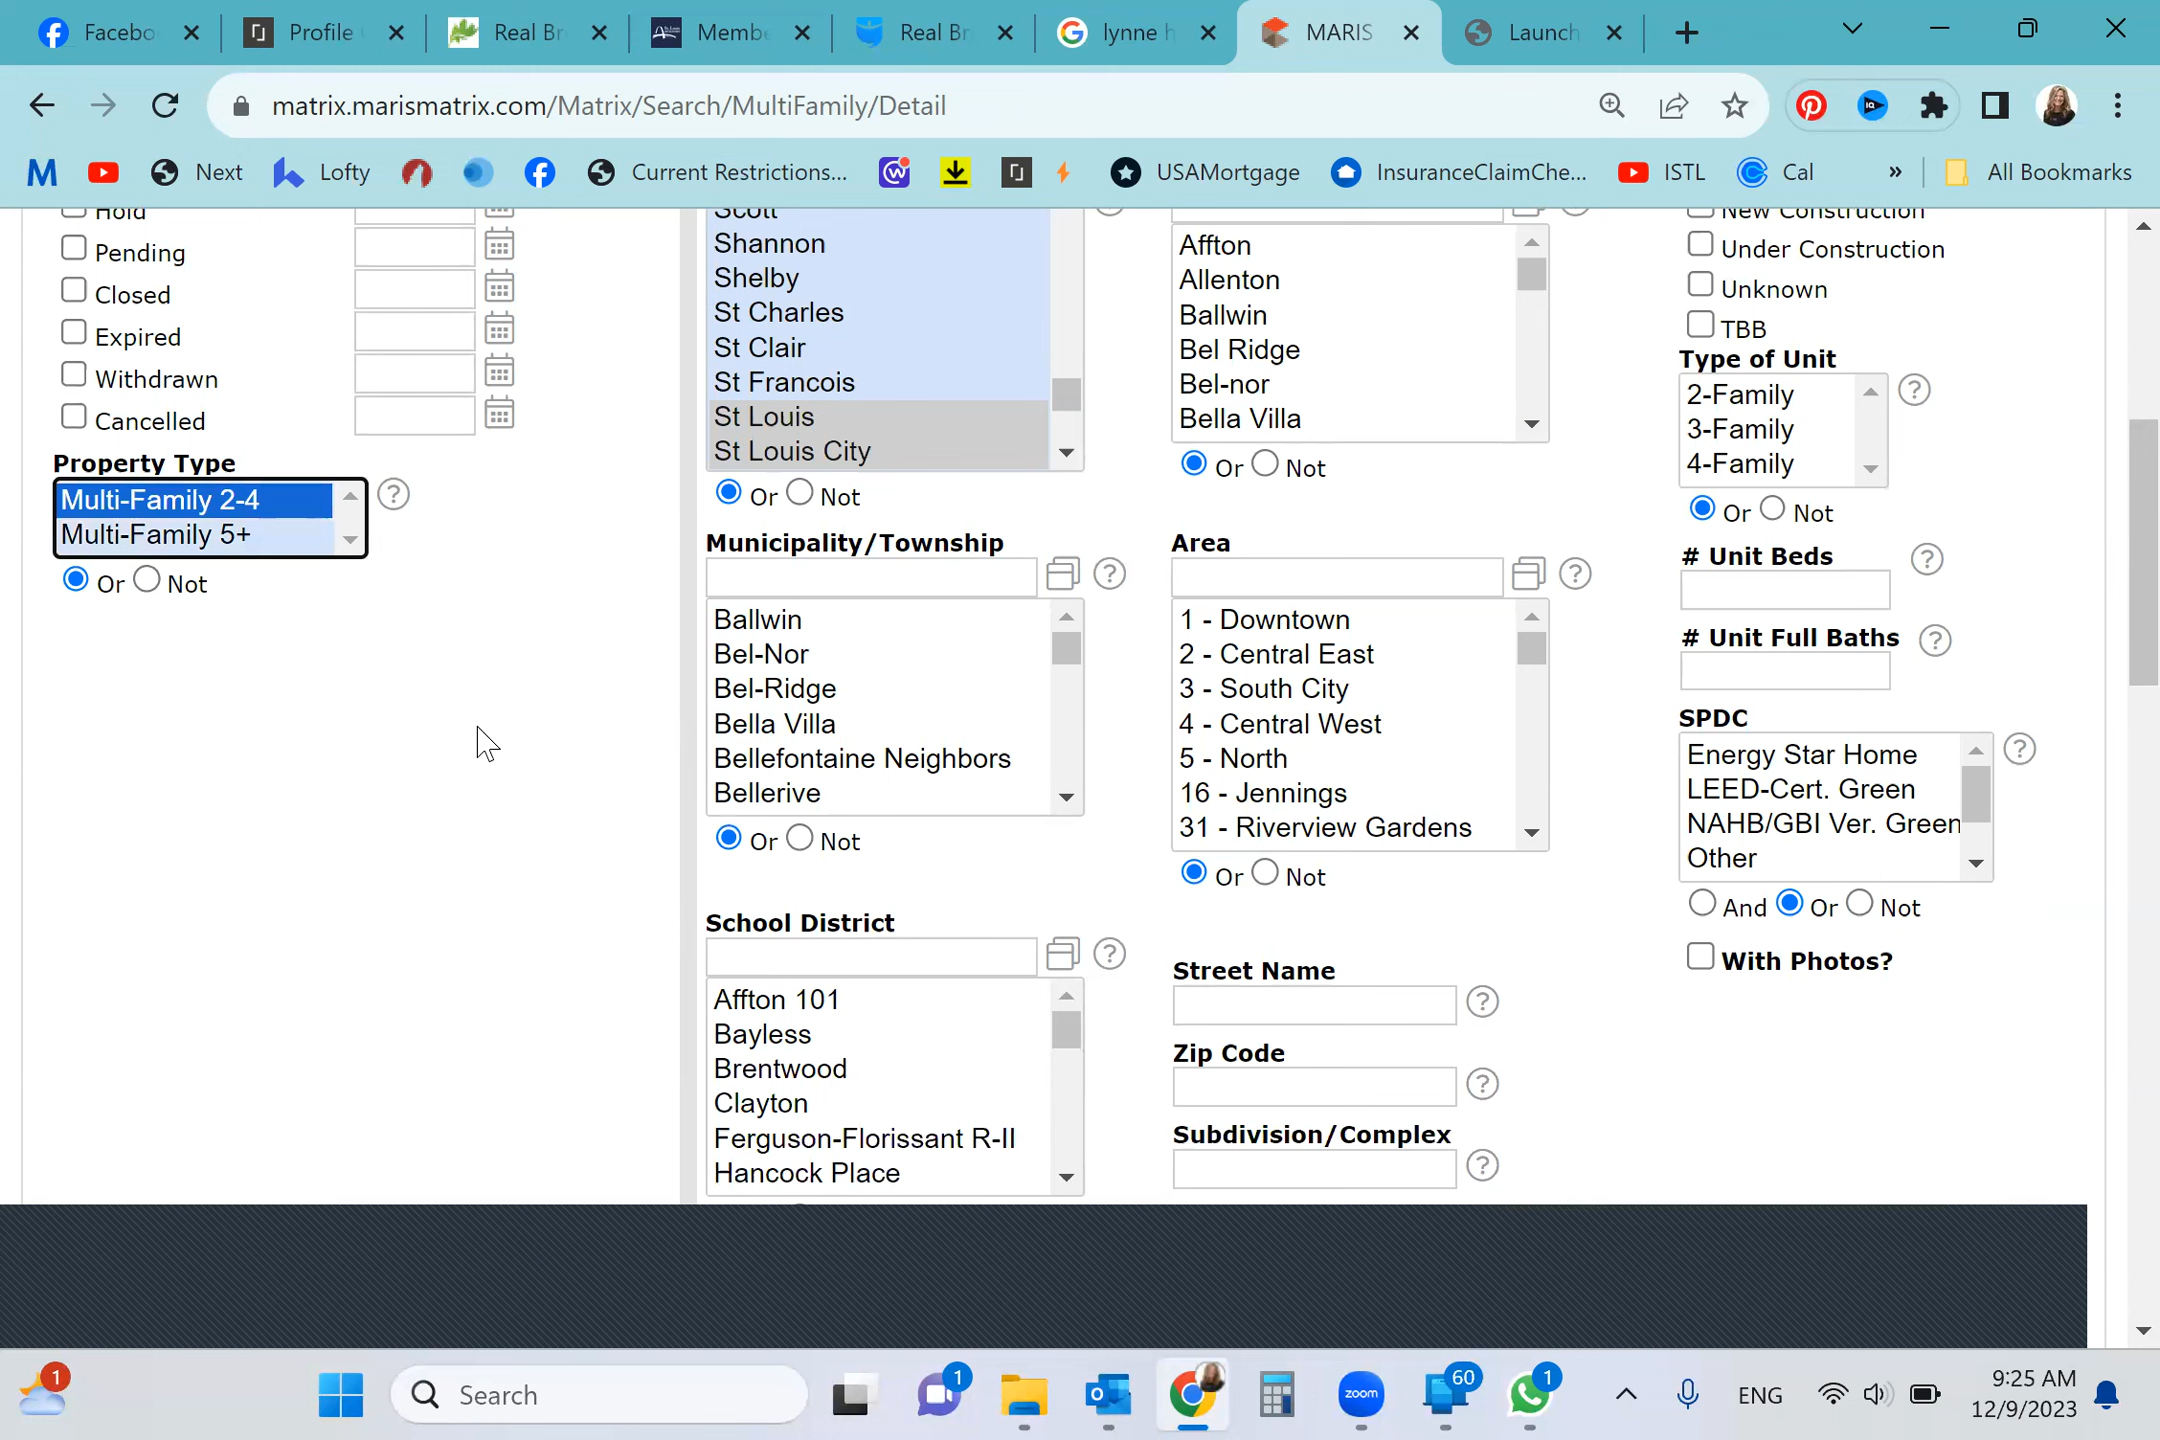 Facebo
Profile
Real Br
Membe
Real Br
lynne h
MARIS
Launch
matrix.marismatrix.com/Matrix/Search/MultiFamily/Detail
Next
Lofty
Current Restrictions...
USAMortgage
InsuranceClaimChe...
ISTL
Cal
»
All Bookmarks
Hold
Pending
Closed
Expired
Withdrawn
Cancelled
Property Type
Multi-Family 2-4
Multi-Family 5+
Or Not
Scott
Shannon
Shelby
St Charles
St Clair
St Francois
St Louis
St Louis City
Or Not
Municipality/Township
Ballwin
Bel-Nor
Bel-Ridge
Bella Villa
Bellefontaine Neighbors
Bellerive
Or Not
School District
Affton 101
Bayless
Brentwood
Clayton
Ferguson-Florissant R-II
Hancock Place
Affton
Allenton
Ballwin
Bel Ridge
Bel-nor
Bella Villa
Or Not
Area
1 - Downtown
2 - Central East
3 - South City
4 - Central West
5 - North
16 - Jennings
31 - Riverview Gardens
Or Not
Street Name
Zip Code
Subdivision/Complex
New Construction
Under Construction
Unknown
TBB
Type of Unit
2-Family
3-Family
4-Family
Or Not
# Unit Beds
# Unit Full Baths
SPDC
Energy Star Home
LEED-Cert. Green
NAHB/GBI Ver. Green
Other
And Or Not
With Photos?
1
Search
1
zoom
60
1
ENG
9:25 AM
12/9/2023